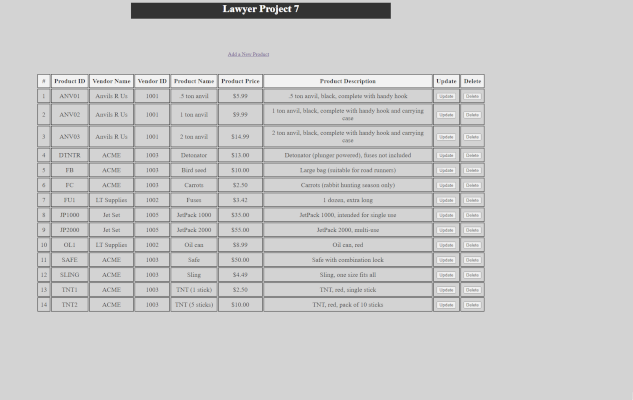 Lawyer Project 7
Add a New Product
# Product ID Vendor Name Vendor ID Product Name Product Price Product Description Update Delete
1 ANV01 Anvils R Us 1001 .5 ton anvil $5.99 .5 ton anvil, black, complete with handy hook Update Delete
2 ANV02 Anvils R Us 1001 1 ton anvil $9.99 1 ton anvil, black, complete with handy hook and carrying
case Update Delete
3 ANV03 Anvils R Us 1001 2 ton anvil $14.99 2 ton anvil, black, complete with handy hook and carrying
case Update Delete
4 DTNTR ACME 1003 Detonator $13.00 Detonator (plunger powered), fuses not included Update Delete
5 FB ACME 1003 Bird seed $10.00 Large bag (suitable for road runners) Update Delete
6 FC ACME 1003 Carrots $2.50 Carrots (rabbit hunting season only) Update Delete
7 FU1 LT Supplies 1002 Fuses $3.42 1 dozen, extra long Update Delete
8 JP1000 Jet Set 1005 JetPack 1000 $35.00 JetPack 1000, intended for single use Update Delete
9 JP2000 Jet Set 1005 JetPack 2000 $55.00 JetPack 2000, multi-use Update Delete
10 OL1 LT Supplies 1002 Oil can $8.99 Oil can, red Update Delete
11 SAFE ACME 1003 Safe $50.00 Safe with combination lock Update Delete
12 SLING ACME 1003 Sling $4.49 Sling, one size fits all Update Delete
13 TNT1 ACME 1003 TNT (1 stick) $2.50 TNT, red, single stick Update Delete
14 TNT2 ACME 1003 TNT (5 sticks) $10.00 TNT, red, pack of 10 sticks Update Delete